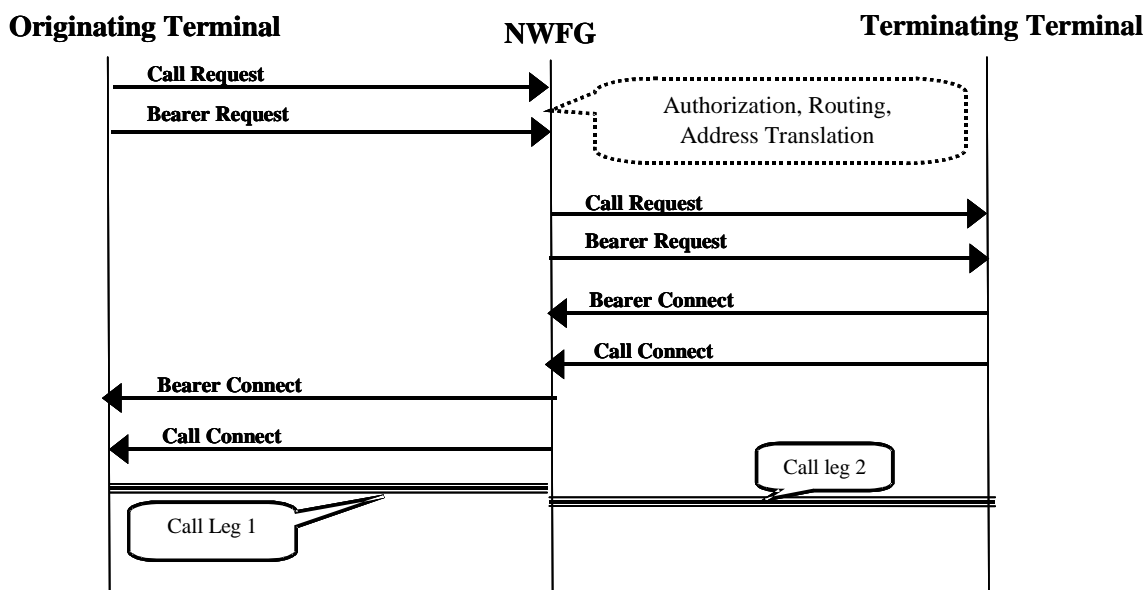 Originating Terminal
NWFG
Terminating Terminal
Call Request
Bearer Request
Authorization, Routing,
Address Translation
Call Request
Bearer Request
Bearer Connect
Call Connect
Bearer Connect
Call Connect
Call leg 2
Call Leg 1